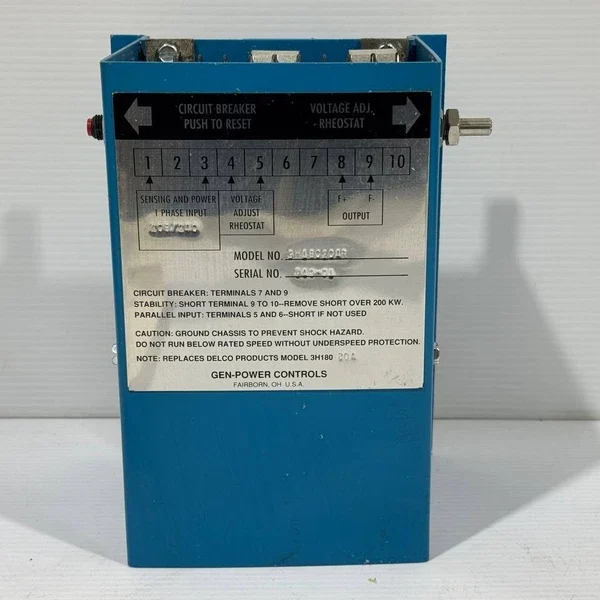 CIRCUIT BREAKER
PUSH TO RESET
VOLTAGE ADJ.
RHEOSTAT
1 2 3 4 5 6 7 8 9 10
SENSING AND POWER
1 PHASE INPUT
VOLTAGE
ADJUST
RHEOSTAT
F+ F-
OUTPUT
MODEL NO.
SERIAL NO.
CIRCUIT BREAKER: TERMINALS 7 AND 9
STABILITY: SHORT TERMINAL 9 TO 10--REMOVE SHORT OVER 200 KW.
PARALLEL INPUT: TERMINALS 5 AND 6--SHORT IF NOT USED
CAUTION: GROUND CHASSIS TO PREVENT SHOCK HAZARD.
DO NOT RUN BELOW RATED SPEED WITHOUT UNDERSPEED PROTECTION.
NOTE: REPLACES DELCO PRODUCTS MODEL 3H180
GEN-POWER CONTROLS
FAIRBORN, OH U.S.A.